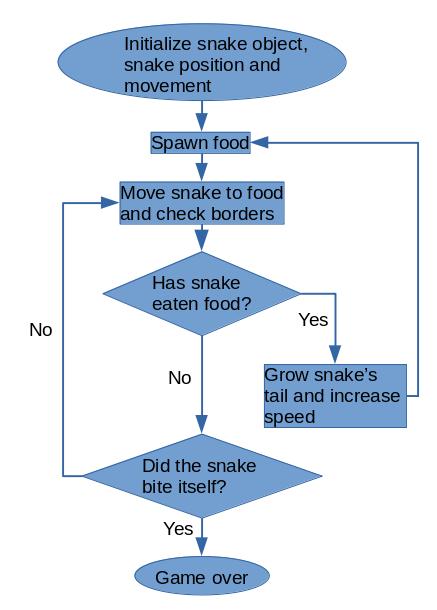 Initialize snake object,
snake position and
movement
Spawn food
Move snake to food
and check borders
Has snake
eaten food?
Yes
No
No
Grow snake's
tail and increase
speed
Did the snake
bite itself?
Yes
Game over